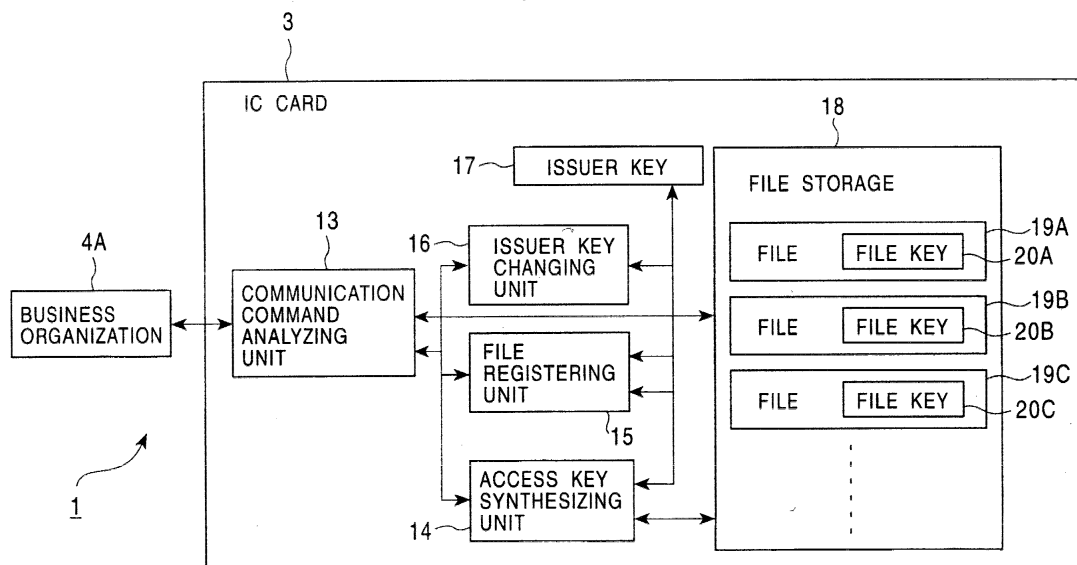 3
IC CARD
18
17
ISSUER KEY
FILE STORAGE
4A
13
16
ISSUER KEY
CHANGING
UNIT
19A
FILE
FILE KEY
20A
BUSINESS
ORGANIZATION
COMMUNICATION
COMMAND
ANALYZING
UNIT
19B
FILE
FILE KEY
20B
FILE
REGISTERING
UNIT
15
19C
FILE
FILE KEY
20C
1
ACCESS KEY
SYNTHESIZING
UNIT
14